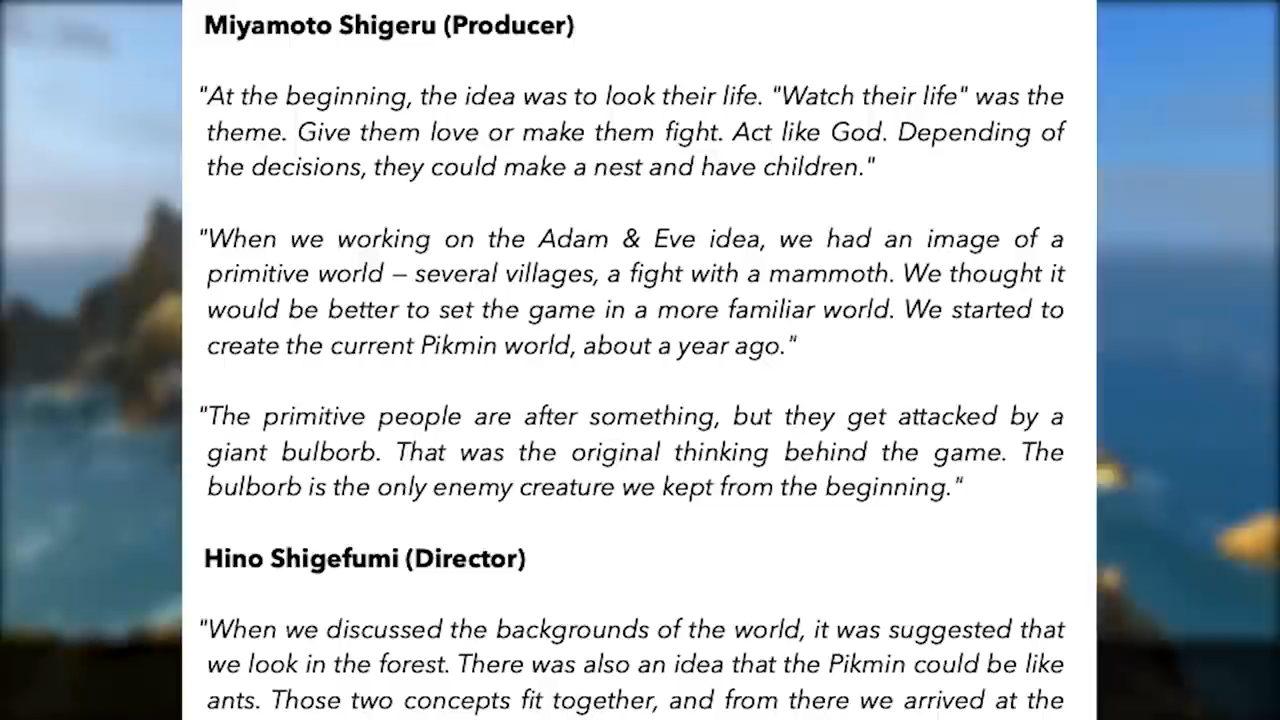 Miyamoto Shigeru (Producer)
"At the beginning, the idea was to look their life. "Watch their life" was the
theme. Give them love or make them fight. Act like God. Depending of
the decisions, they could make a nest and have children."
"When we working on the Adam & Eve idea, we had an image of a
primitive world – several villages, a fight with a mammoth. We thought it
would be better to set the game in a more familiar world. We started to
create the current Pikmin world, about a year ago."
"The primitive people are after something, but they get attacked by a
giant bulborb. That was the original thinking behind the game. The
bulborb is the only enemy creature we kept from the beginning."
Hino Shigefumi (Director)
"When we discussed the backgrounds of the world, it was suggested that
we look in the forest. There was also an idea that the Pikmin could be like
ants. Those two concepts fit together, and from there we arrived at the